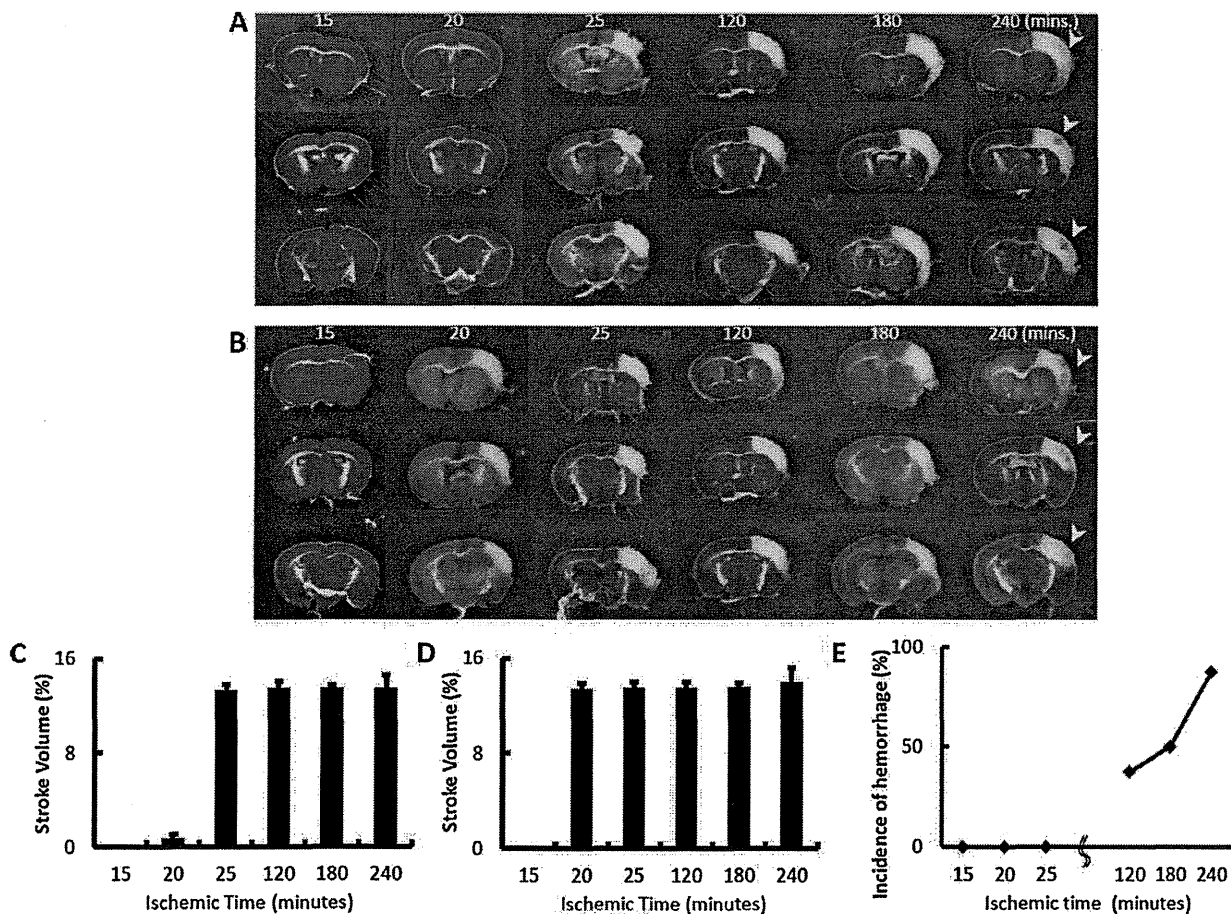 A
15 20 25 120 180 240 (mins.)
B
15 20 25 120 180 240 (mins.)
C
Stroke Volume (%)
16
8
0
15 20 25 120 180 240
Ischemic Time (minutes)
D
Stroke Volume (%)
16
8
0
15 20 25 120 180 240
Ischemic Time (minutes)
E
Incidence of hemorrhage (%)
100
50
0
15 20 25 120 180 240
Ischemic time (minutes)